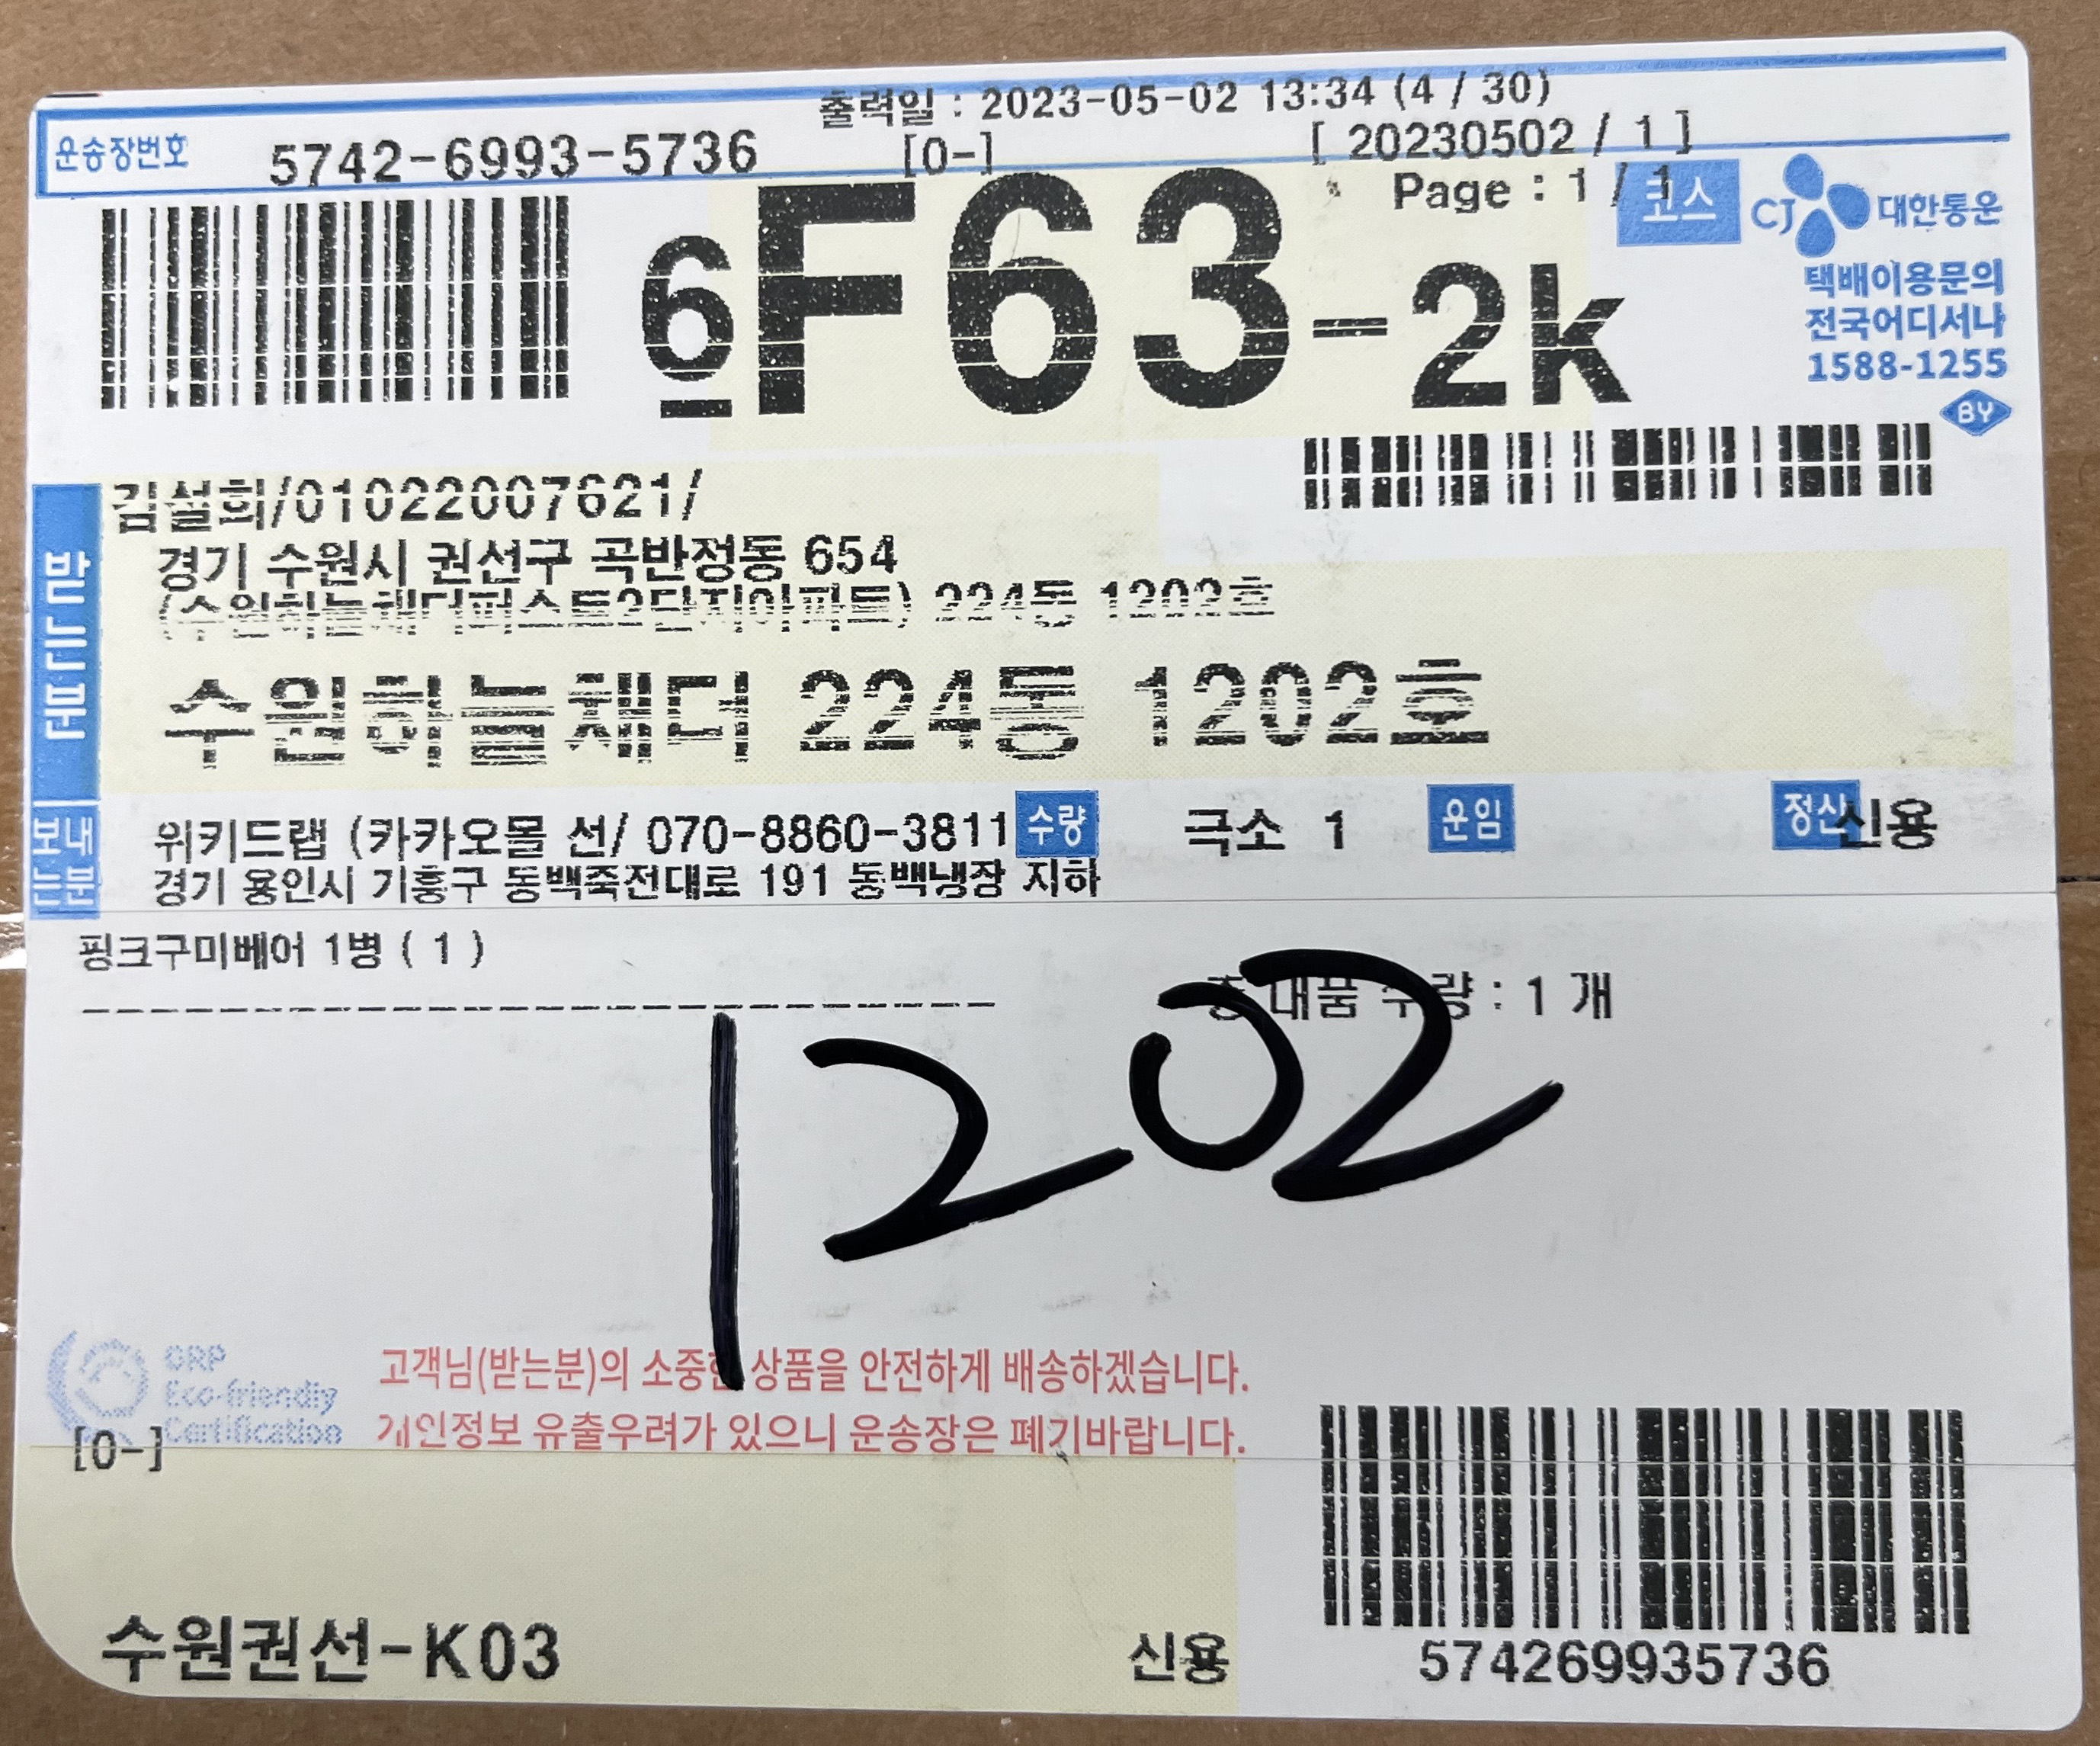 출력일 : 2023-05-02 13:34 (4 / 30)
운송장번호 5742-6993-5736 [0-] [ 20230502 / 1 ]
Page : 1 / 1
코스 CJ 대한통운
6F63-2k
택배이용문의
전국어디서나
1588-1255
BY
받는분
김설희/01022007621/
경기 수원시 권선구 곡반정동 654
(수원하늘채더퍼스트2단지아파트) 224동 1202호
수원하늘채더 224동 1202호
보내는분
위키드랩 (카카오몰 선/ 070-8860-3811 수량 극소 1 운임 정산 신용
경기 용인시 기흥구 동백죽전대로 191 동백냉장 지하
핑크구미베어 1병 ( 1 )
총 내품 수량 : 1 개
1202
GRP
Eco-friendly
Certification
고객님(받는분)의 소중한 상품을 안전하게 배송하겠습니다.
개인정보 유출우려가 있으니 운송장은 폐기바랍니다.
[0-]
수원권선-K03 신용 574269935736